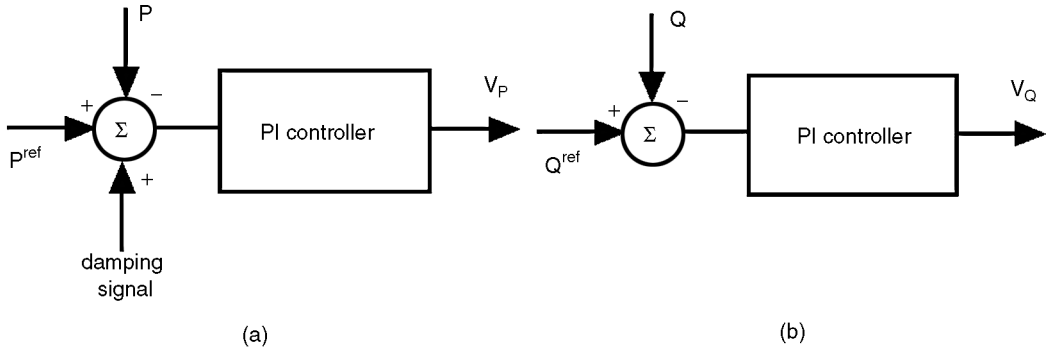 P
+
−
Σ
P^ref
+
damping
signal
PI controller
V_P
(a)
Q
+
−
Σ
Q^ref
PI controller
V_Q
(b)